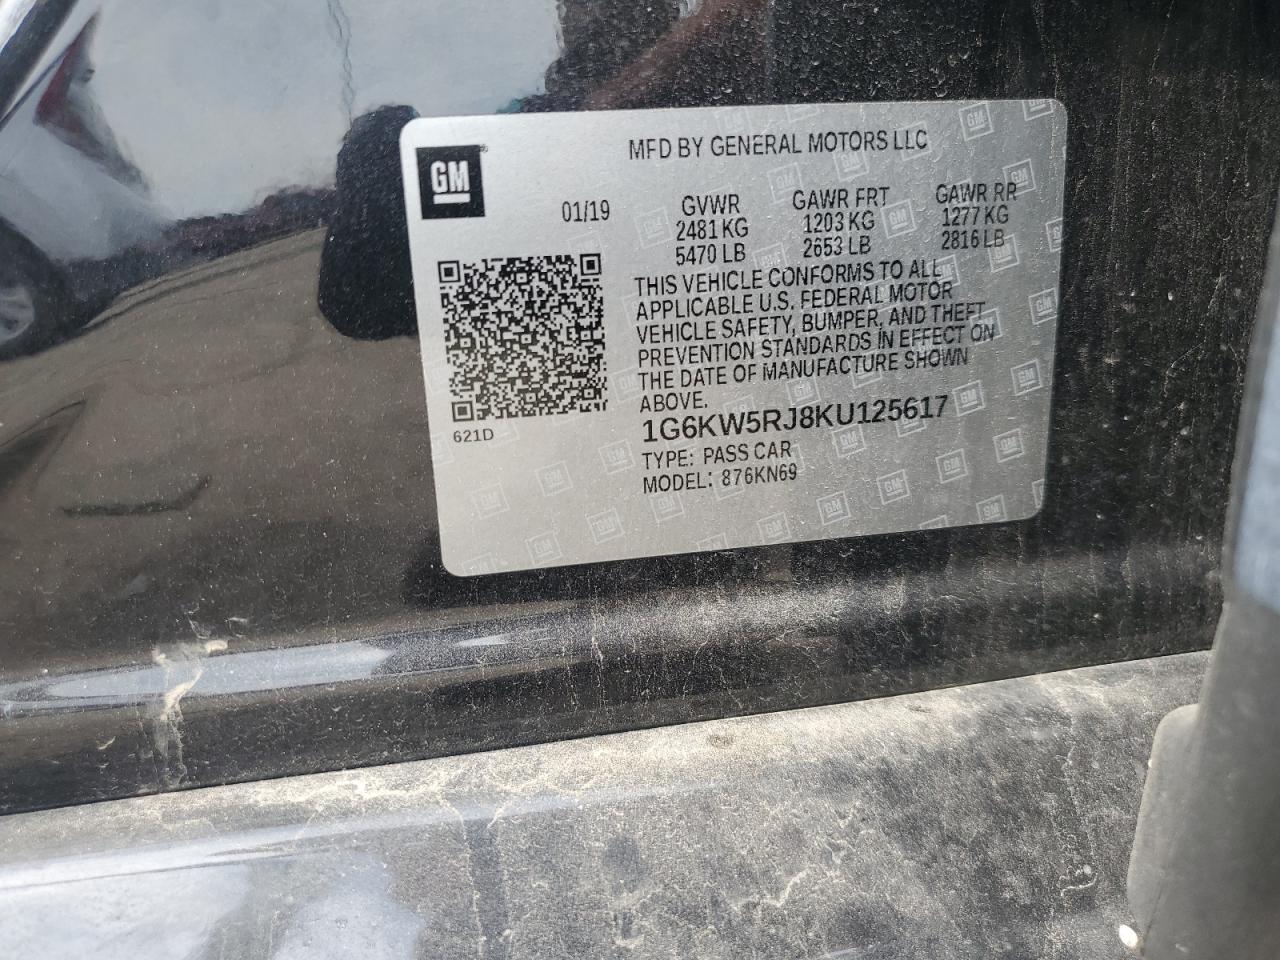 MFD BY GENERAL MOTORS LLC
GM®
01/19
GVWR GAWR FRT GAWR RR
2481 KG 1203 KG 1277 KG
5470 LB 2653 LB 2816 LB
THIS VEHICLE CONFORMS TO ALL
APPLICABLE U.S. FEDERAL MOTOR
VEHICLE SAFETY, BUMPER, AND THEFT
PREVENTION STANDARDS IN EFFECT ON
THE DATE OF MANUFACTURE SHOWN
ABOVE.
621D
1G6KW5RJ8KU125617
TYPE: PASS CAR
MODEL: 876KN69